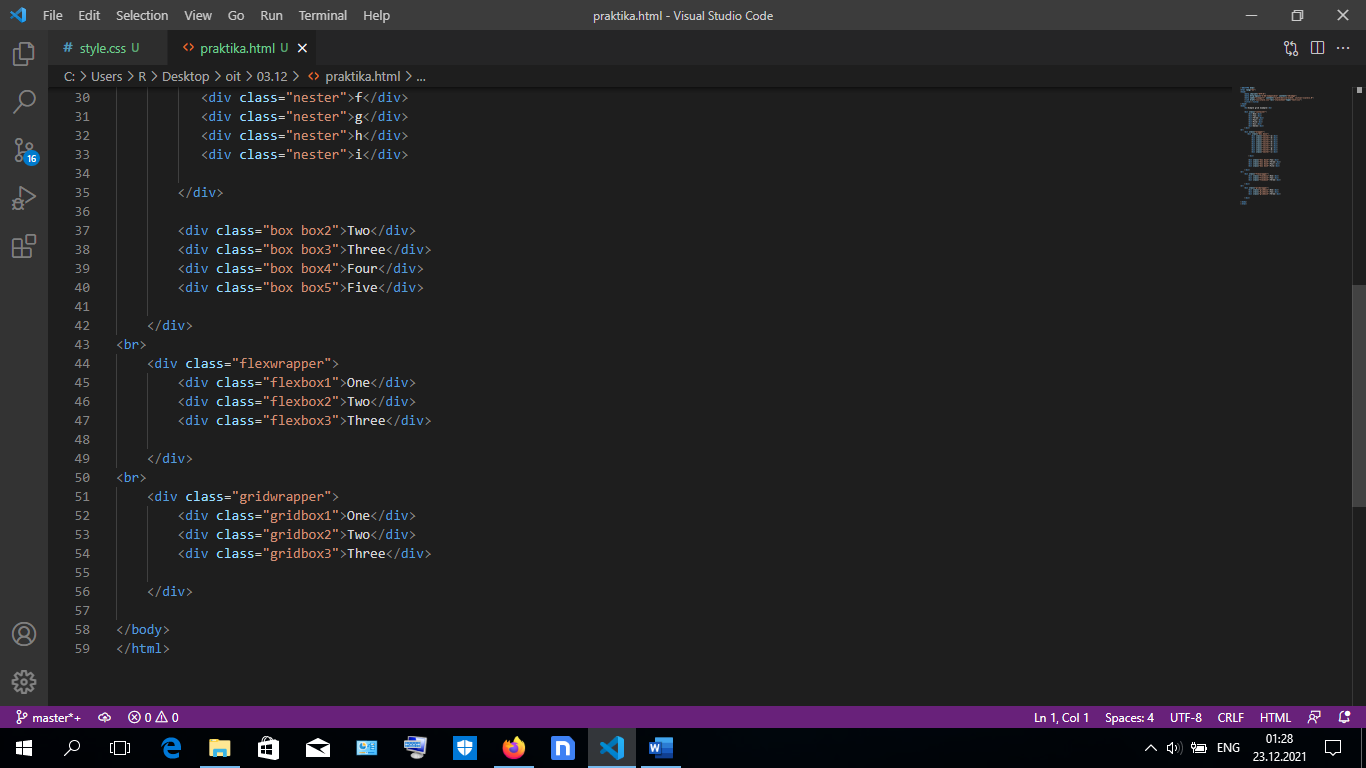 File Edit Selection View Go Run Terminal Help praktika.html - Visual Studio Code
# style.css U <> praktika.html U
C: > Users > R > Desktop > oit > 03.12 > <> praktika.html > ...
30 <div class="nester">f</div>
31 <div class="nester">g</div>
32 <div class="nester">h</div>
33 <div class="nester">i</div>
34
35 </div>
36
37 <div class="box box2">Two</div>
38 <div class="box box3">Three</div>
39 <div class="box box4">Four</div>
40 <div class="box box5">Five</div>
41
42 </div>
43 <br>
44 <div class="flexwrapper">
45 <div class="flexbox1">One</div>
46 <div class="flexbox2">Two</div>
47 <div class="flexbox3">Three</div>
48
49 </div>
50 <br>
51 <div class="gridwrapper">
52 <div class="gridbox1">One</div>
53 <div class="gridbox2">Two</div>
54 <div class="gridbox3">Three</div>
55
56 </div>
57
58 </body>
59 </html>
16
master*+ 0 0 Ln 1, Col 1 Spaces: 4 UTF-8 CRLF HTML
ENG 01:28
23.12.2021